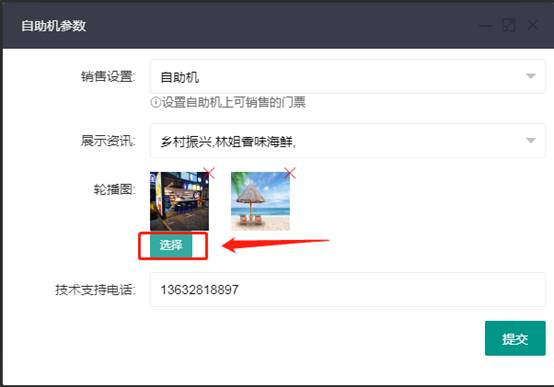 自助机参数
销售设置: 自助机
设置自助机上可销售的门票
展示资讯: 乡村振兴,林姐香味海鲜,
轮播图:
选择
技术支持电话: 13632818897
提交